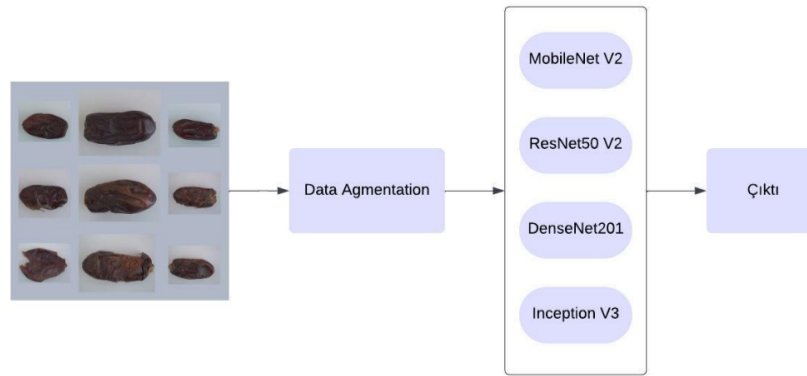 MobileNet V2
ResNet50 V2
Data Agmentation
Çıktı
DenseNet201
Inception V3